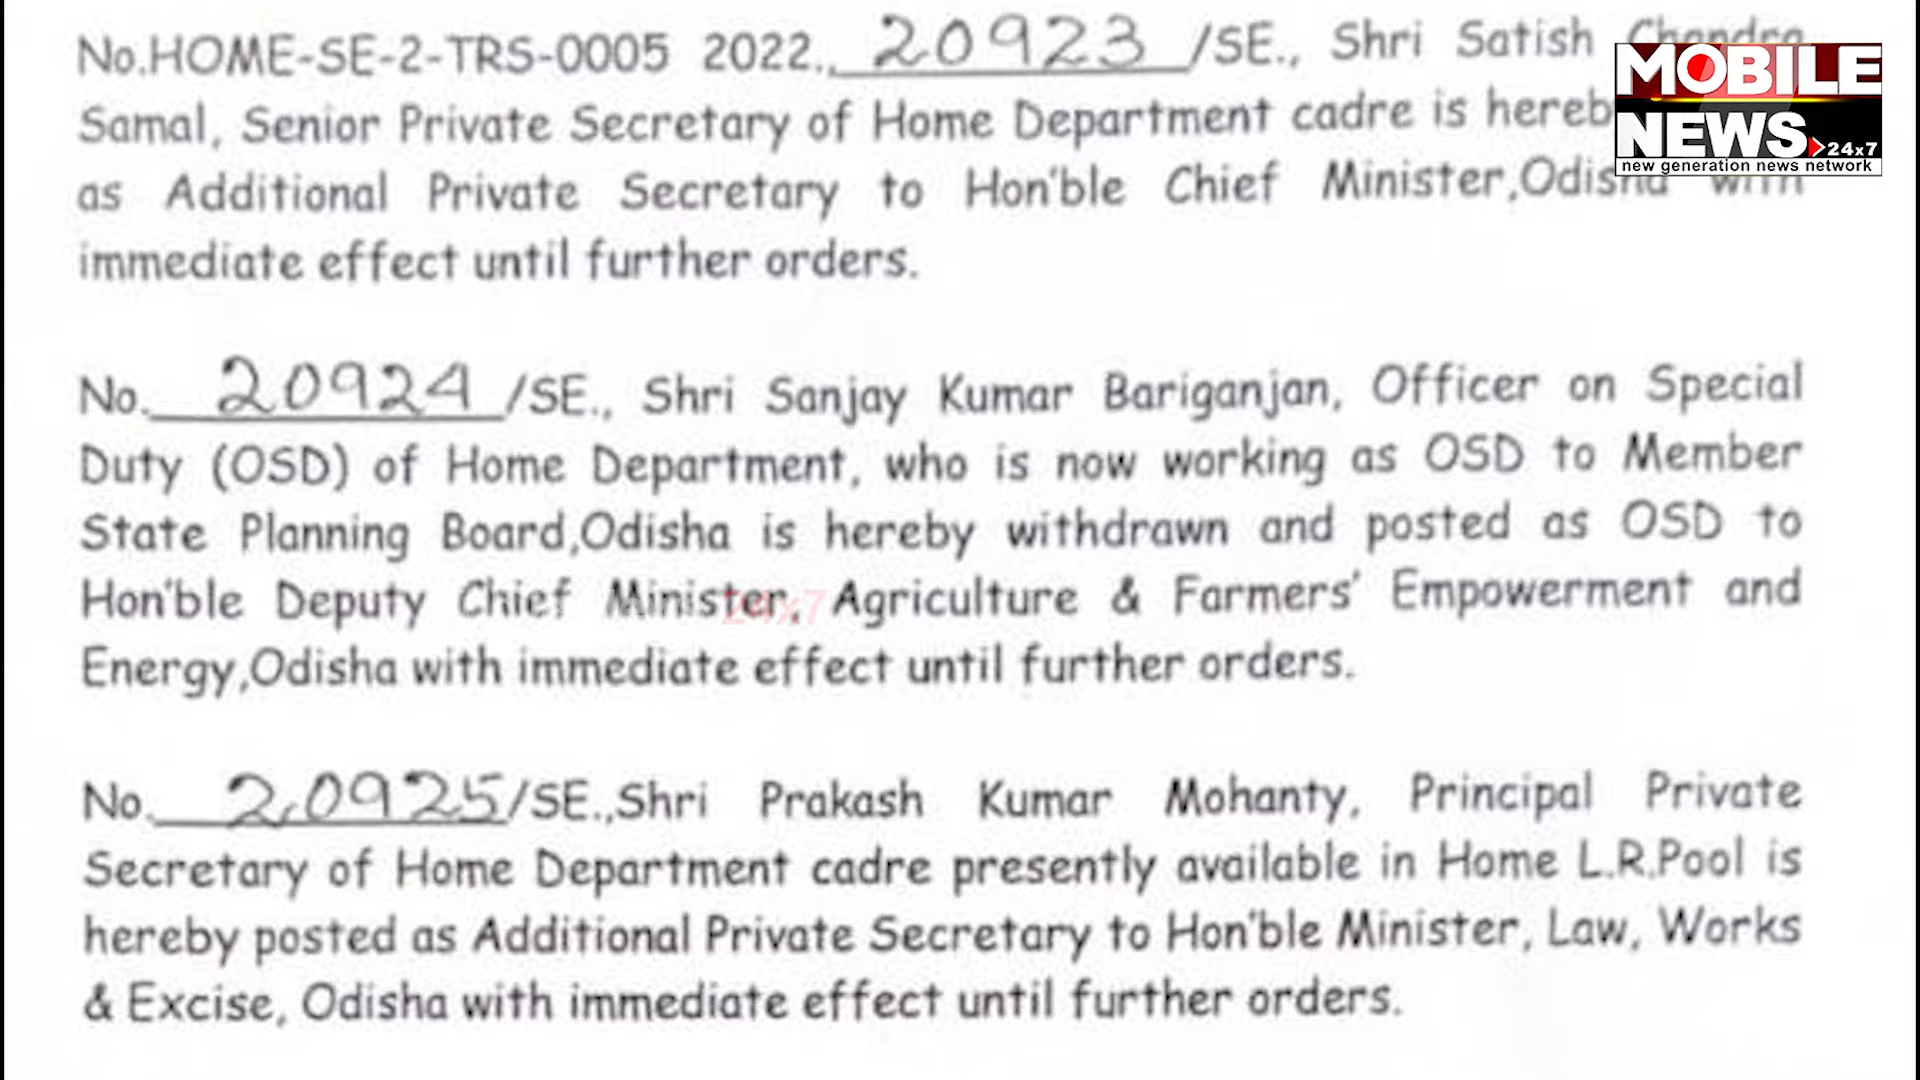 No.HOME-SE-2-TRS-0005 2022., 20923 /SE., Shri Satish Chandra
Samal, Senior Private Secretary of Home Department cadre is
as Additional Private Secretary to Hon'ble Chief Minister,Odisha with
immediate effect until further orders.
No. 20924 /SE., Shri Sanjay Kumar Bariganjan, Officer on Special
Duty (OSD) of Home Department, who is now working as OSD to Member
State Planning Board,Odisha is hereby withdrawn and posted as OSD to
Hon'ble Deputy Chief Minister, Agriculture & Farmers' Empowerment and
Energy,Odisha with immediate effect until further orders.
No. 20925/SE.,Shri Prakash Kumar Mohanty, Principal Private
Secretary of Home Department cadre presently available in Home L.R.Pool is
hereby posted as Additional Private Secretary to Hon'ble Minister, Law, Works
& Excise, Odisha with immediate effect until further orders.
MOBILE
NEWS 24x7
new generation news network
24x7